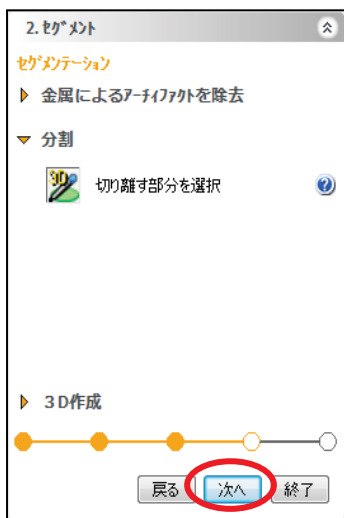 2. ｾｸﾞﾒﾝﾄ
ｾｸﾞﾒﾝﾃｰｼｮﾝ
金属によるｱｰﾁｨﾌｧｸﾄを除去
分割
3D
切り離す部分を選択
?
3D作成
戻る
次へ
終了